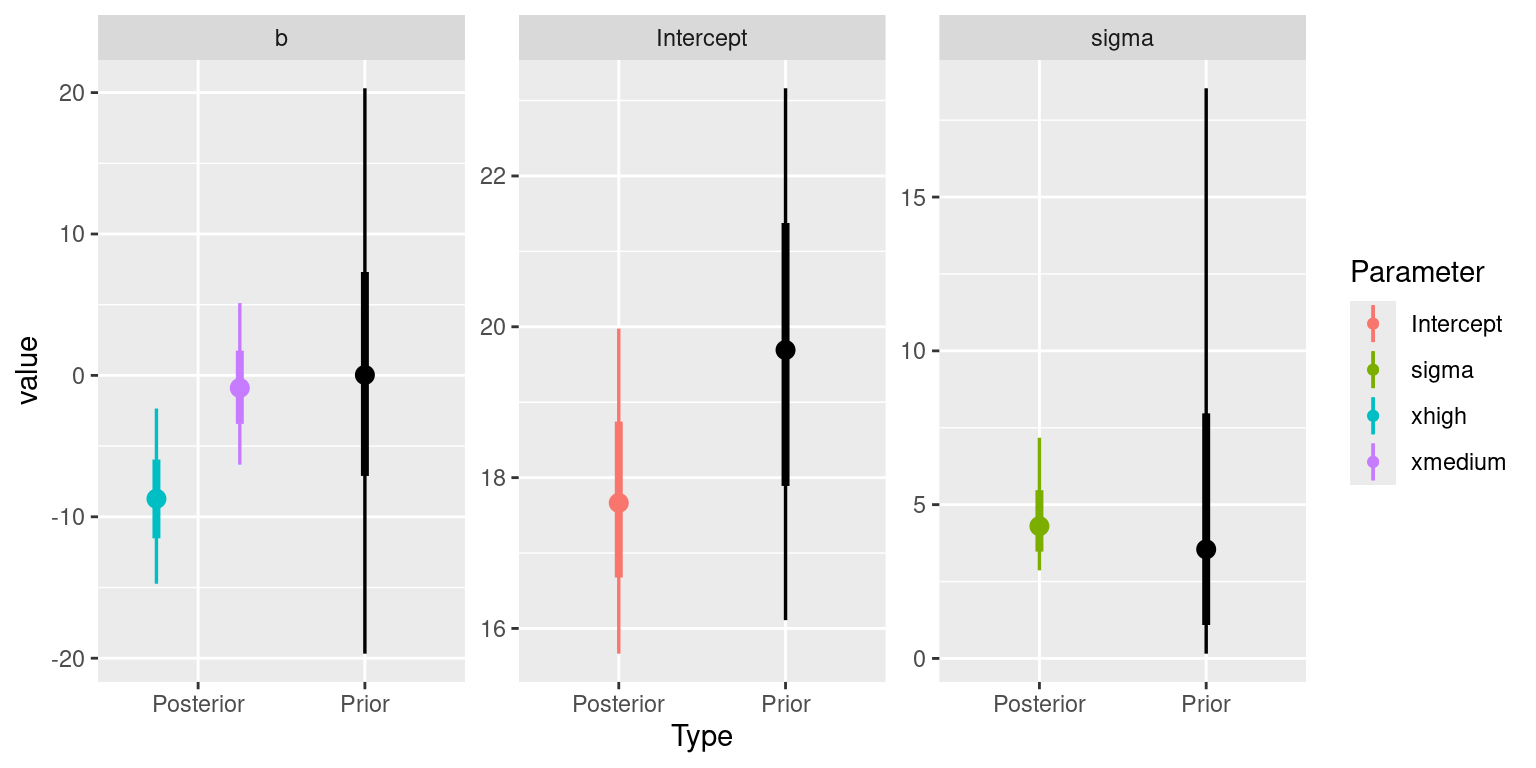 b
Intercept
sigma
value
20
10
0
-10
-20
22
20
18
16
15
10
5
0
Posterior
Prior
Posterior
Prior
Posterior
Prior
Type
Parameter
Intercept
sigma
xhigh
xmedium